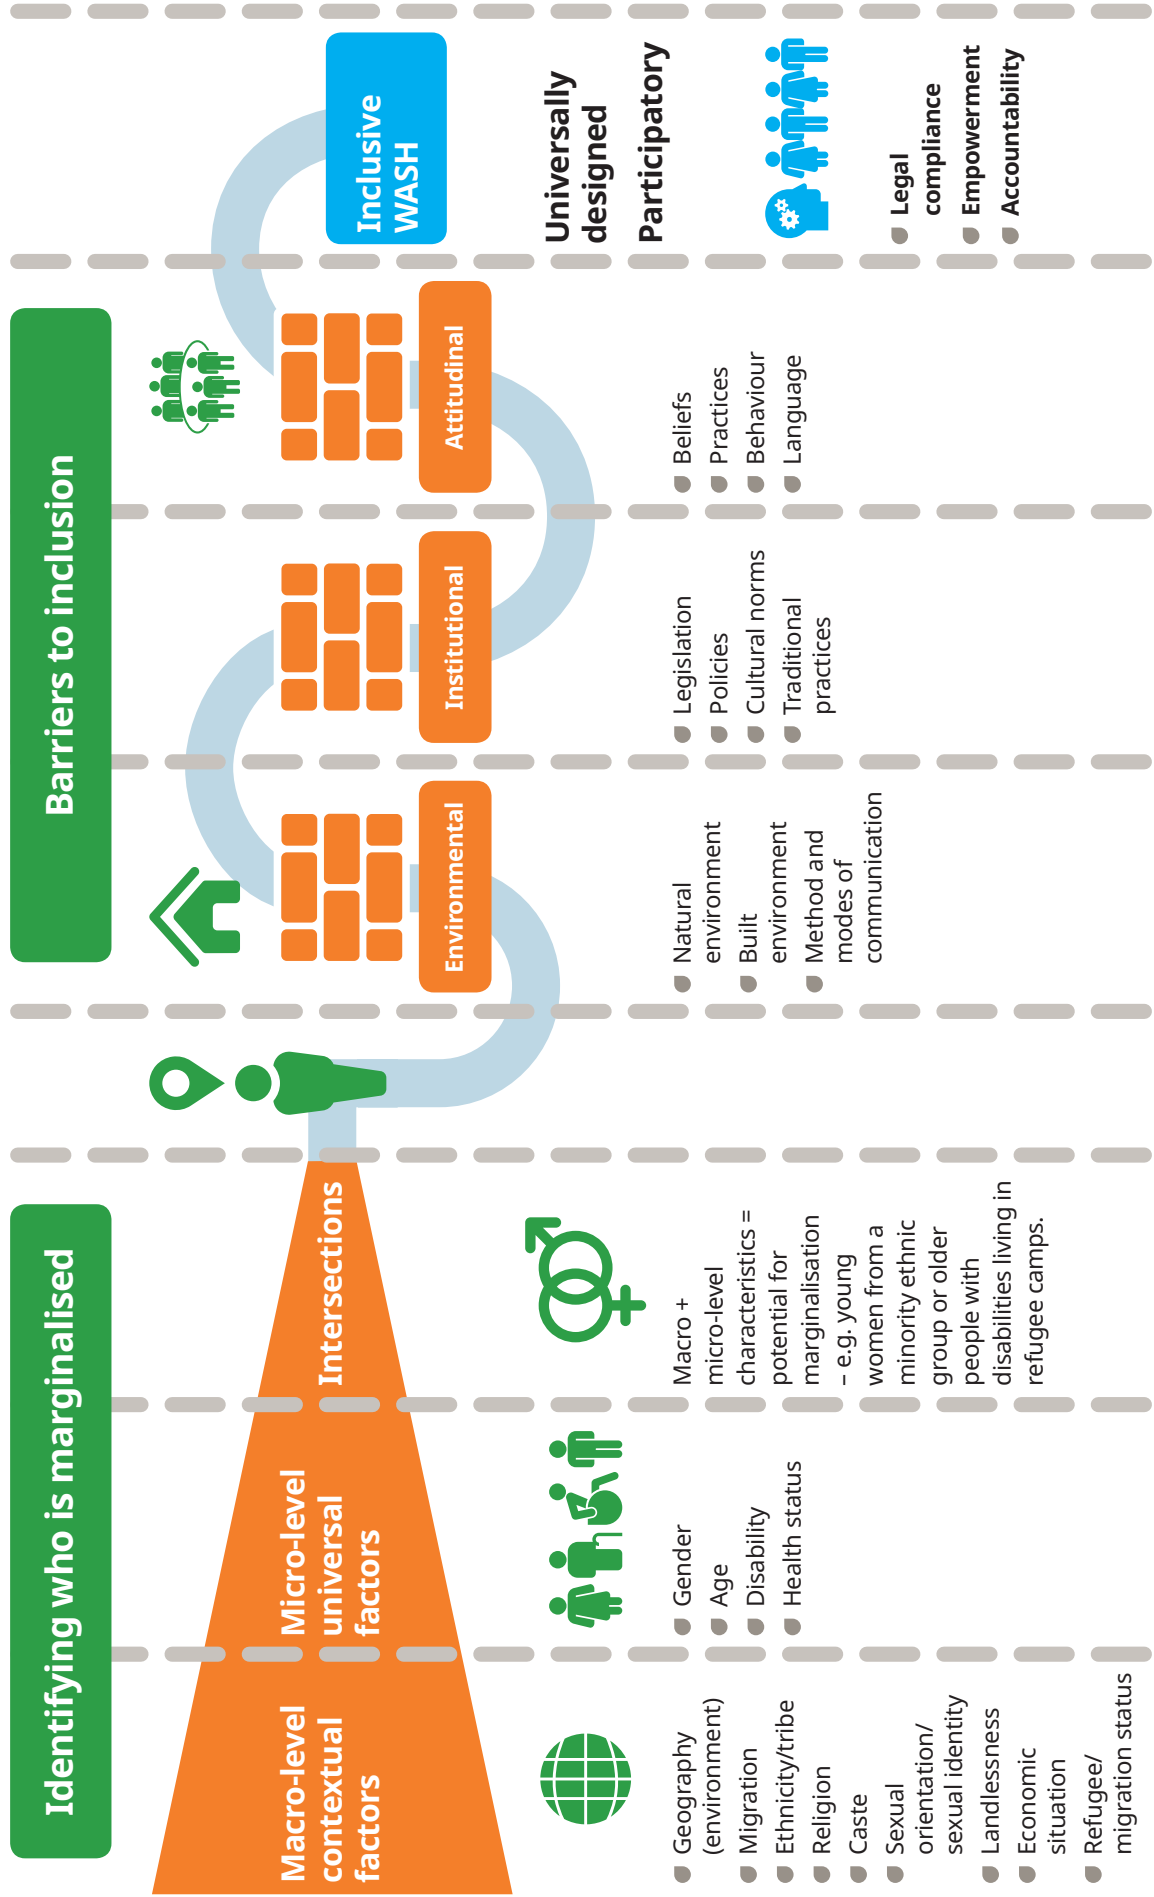 Identifying who is marginalised
Macro-level
contextual
factors
Geography
(environment)
Migration
Ethnicity/tribe
Religion
Caste
Sexual
orientation/
sexual identity
Landlessness
Economic
situation
Refugee/
migration status
Micro-level
universal
factors
Gender
Age
Disability
Health status
Intersections
Macro +
micro-level
characteristics =
potential for
marginalisation
– e.g. young
women from a
minority ethnic
group or older
people with
disabilities living in
refugee camps.
Barriers to inclusion
Environmental
Natural
environment
Built
environment
Method and
modes of
communication
Institutional
Legislation
Policies
Cultural norms
Traditional
practices
Attitudinal
Beliefs
Practices
Behaviour
Language
Inclusive
WASH
Universally
designed
Participatory
Legal
compliance
Empowerment
Accountability